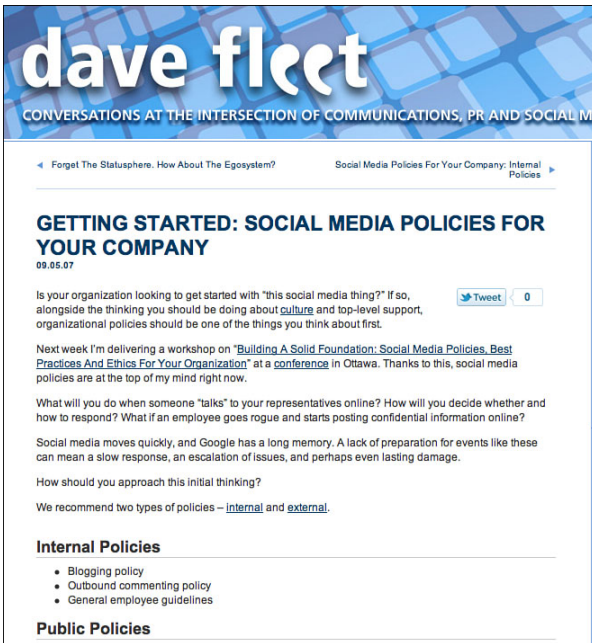 dave fleet
CONVERSATIONS AT THE INTERSECTION OF COMMUNICATIONS, PR AND SOCIAL M
Forget The Statusphere. How About The Egosystem?
Social Media Policies For Your Company: Internal
Policies
GETTING STARTED: SOCIAL MEDIA POLICIES FOR
YOUR COMPANY
09.05.07
Is your organization looking to get started with “this social media thing?” If so,
alongside the thinking you should be doing about culture and top-level support,
organizational policies should be one of the things you think about first.
Tweet 0
Next week I'm delivering a workshop on “Building A Solid Foundation: Social Media Policies, Best
Practices And Ethics For Your Organization” at a conference in Ottawa. Thanks to this, social media
policies are at the top of my mind right now.
What will you do when someone “talks” to your representatives online? How will you decide whether and
how to respond? What if an employee goes rogue and starts posting confidential information online?
Social media moves quickly, and Google has a long memory. A lack of preparation for events like these
can mean a slow response, an escalation of issues, and perhaps even lasting damage.
How should you approach this initial thinking?
We recommend two types of policies – internal and external.
Internal Policies
• Blogging policy
• Outbound commenting policy
• General employee guidelines
Public Policies